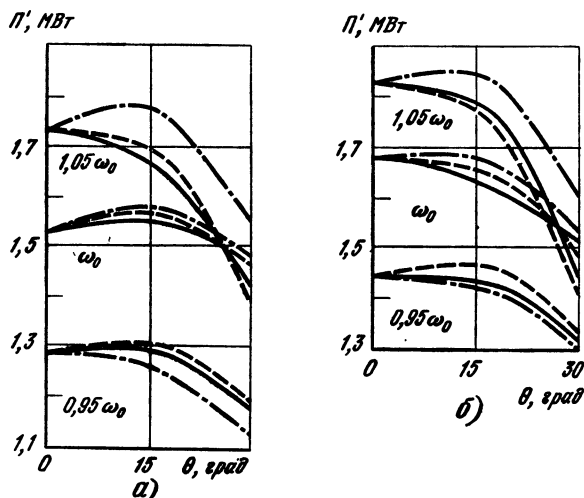 П', МВт
1,7
1,5
1,3
1,1
1,05ω₀
ω₀
0,95ω₀
0
15
θ, град
а)
П', МВт
1,7
1,5
1,3
1,05ω₀
ω₀
0,95ω₀
0
15
30
θ, град
б)